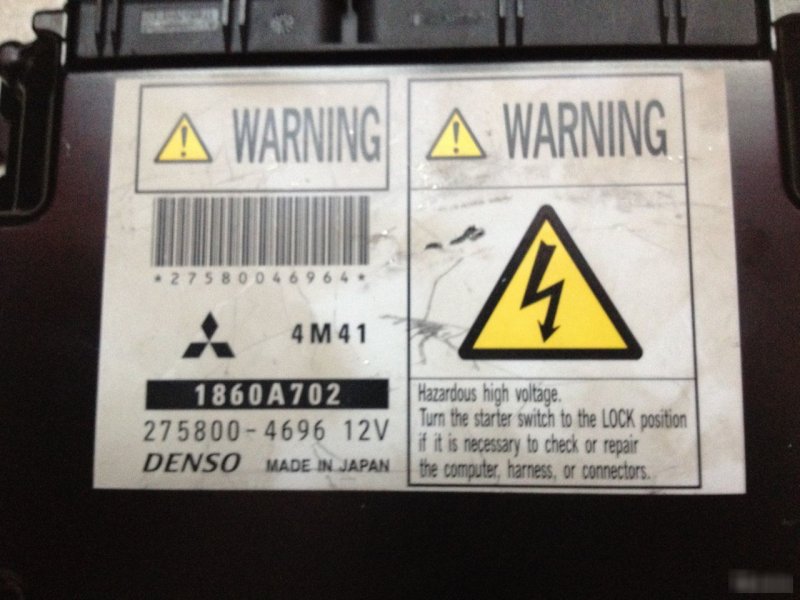 WARNING
*27580046964*
4M41
1860A702
275800-4696 12V
DENSO MADE IN JAPAN
WARNING
Hazardous high voltage.
Turn the starter switch to the LOCK position
if it is necessary to check or repair
the computer, harness, or connectors.